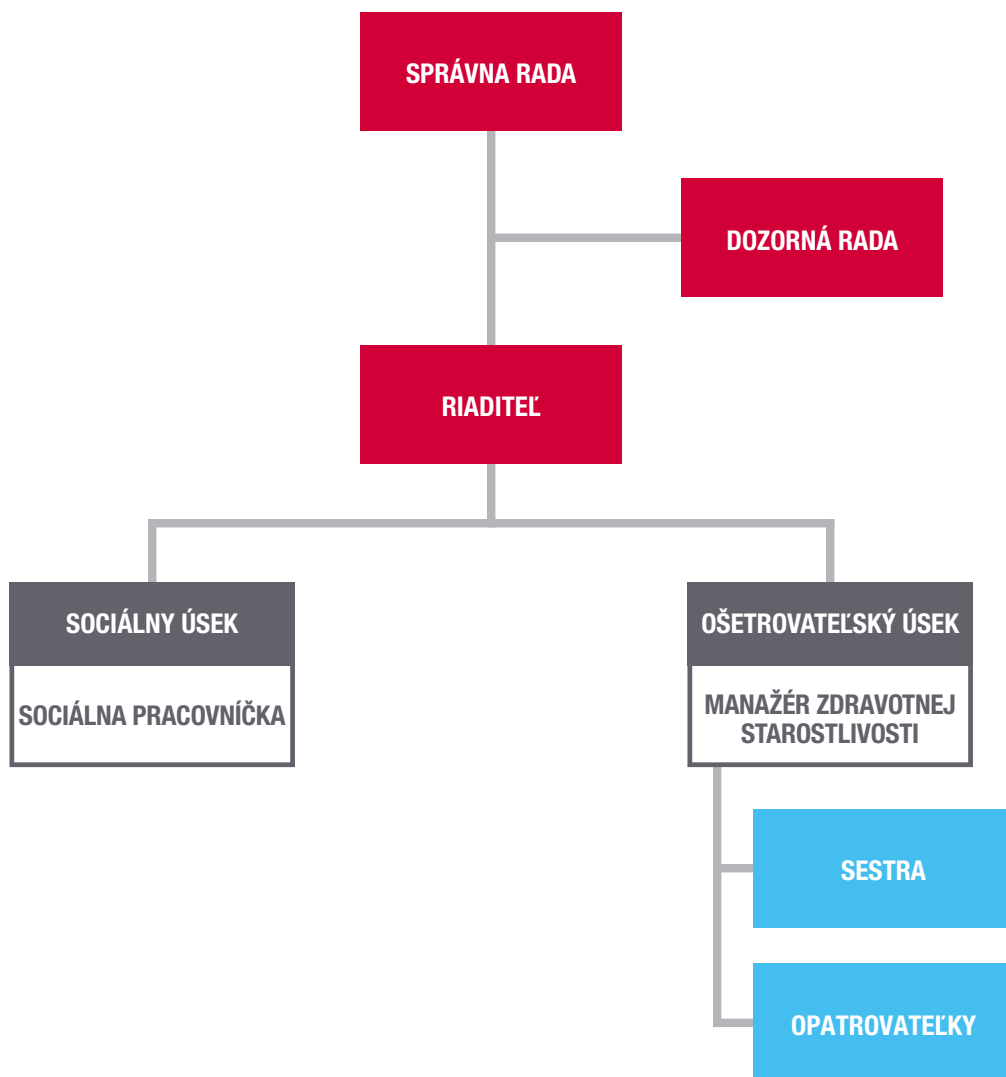 SPRÁVNA RADA
DOZORNÁ RADA
RIADITEĽ
SOCIÁLNY ÚSEK
SOCIÁLNA PRACOVNÍČKA
OŠETROVATEĽSKÝ ÚSEK
MANAŽÉR ZDRAVOTNEJ
STAROSTLIVOSTI
SESTRA
OPATROVATEĽKY